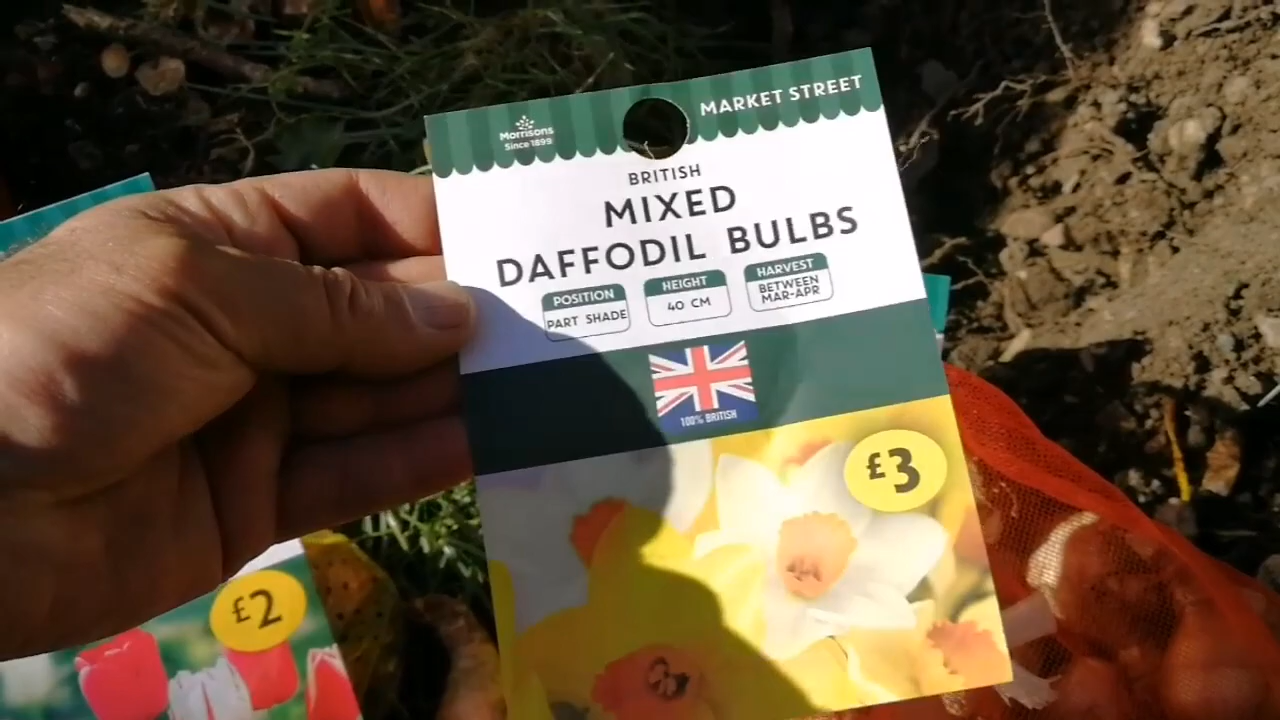 Morrisons
Since 1899
MARKET STREET
BRITISH
MIXED
DAFFODIL BULBS
POSITION
PART SHADE
HEIGHT
40 CM
HARVEST
BETWEEN
MAR-APR
100% BRITISH
£3
£2